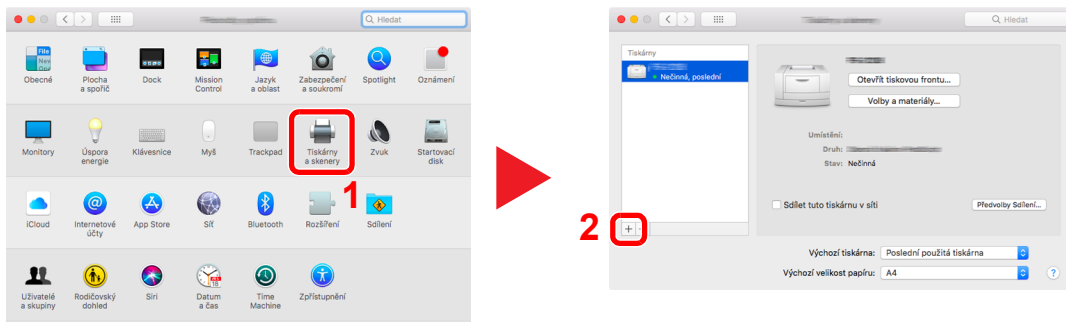 Hledat
File
New
Ope
Obecné
Plocha
a spořič
Dock
Mission
Control
Jazyk
a oblast
Zabezpečení
a soukromí
Spotlight
Oznámení
Monitory
Úspora
energie
Klávesnice
Myš
Trackpad
Tiskárny
a skenery
Zvuk
Startovací
disk
1
iCloud
Internetové
účty
App Store
Síť
Bluetooth
Rozšíření
Sdílení
Uživatelé
a skupiny
Rodičovský
dohled
Siri
18
Datum
a čas
Time
Machine
Zpřístupnění
Hledat
Tiskárny
Nečinná, poslední
Otevřít tiskovou frontu...
Volby a materiály...
Umístění:
Druh:
Stav: Nečinná
Sdílet tuto tiskárnu v síti
Předvolby Sdílení...
2
+ -
Výchozí tiskárna: Poslední použitá tiskárna
Výchozí velikost papíru: A4
?